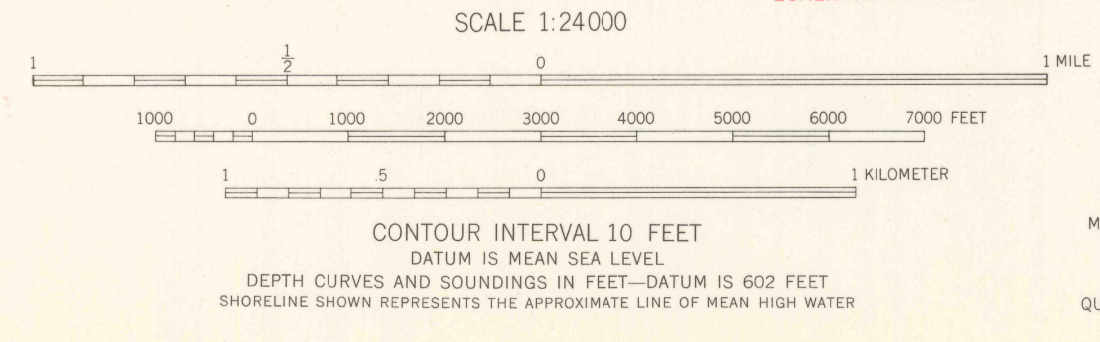 SCALE 1:24000
1 1/2 0 1 MILE
1000 0 1000 2000 3000 4000 5000 6000 7000 FEET
1 .5 0 1 KILOMETER
CONTOUR INTERVAL 10 FEET
DATUM IS MEAN SEA LEVEL
DEPTH CURVES AND SOUNDINGS IN FEET—DATUM IS 602 FEET
SHORELINE SHOWN REPRESENTS THE APPROXIMATE LINE OF MEAN HIGH WATER